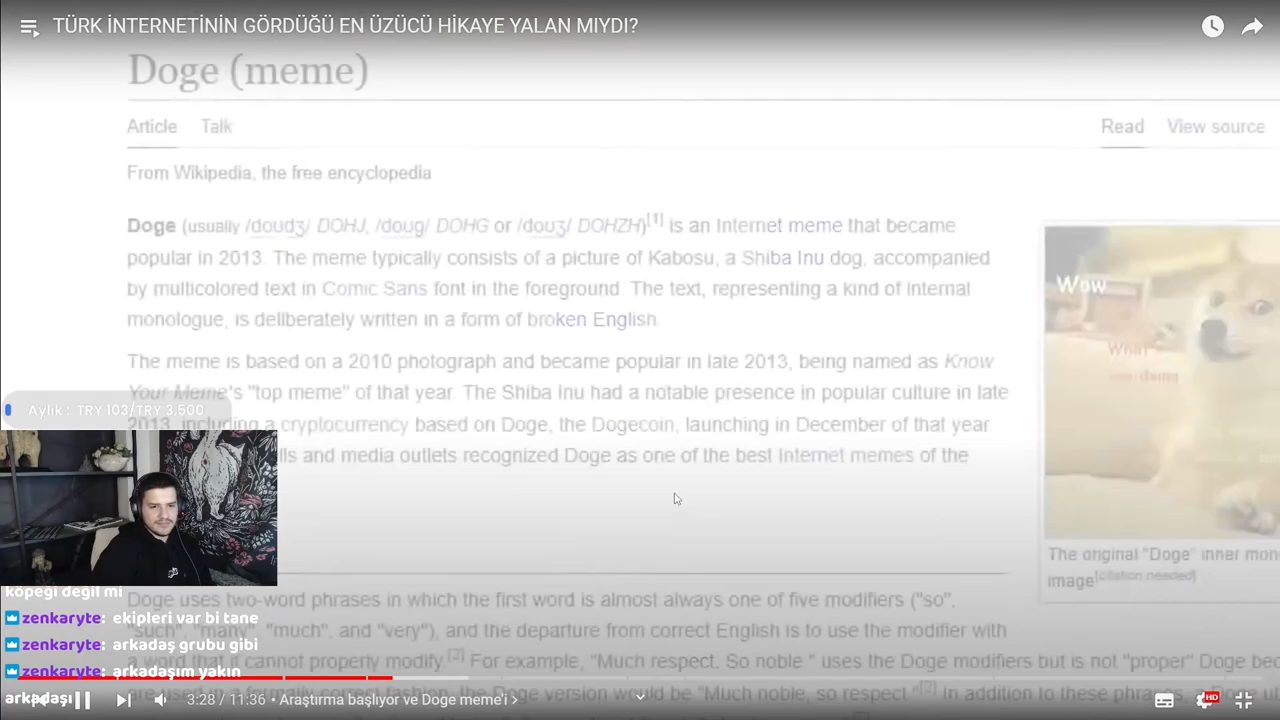 TÜRK İNTERNETİNİN GÖRDÜĞÜ EN ÜZÜCÜ HİKAYE YALAN MIYDI?
Doge (meme)
Article Talk
Read View source
From Wikipedia, the free encyclopedia
Doge (usually /doʊdʒ/ DOHJ, /doʊɡ/ DOHG or /doʊʒ/ DOHZH)[1] is an Internet meme that became
popular in 2013. The meme typically consists of a picture of Kabosu, a Shiba Inu dog, accompanied
by multicolored text in Comic Sans font in the foreground. The text, representing a kind of internal
monologue, is deliberately written in a form of broken English.
Wow
What
The meme is based on a 2010 photograph and became popular in late 2013, being named as Know
Your Meme's "top meme" of that year. The Shiba Inu had a notable presence in popular culture in late
Aylık : TRY 103/TRY 3.500
2013, including a cryptocurrency based on Doge, the Dogecoin, launching in December of that year
and media outlets recognized Doge as one of the best Internet memes of the
The original "Doge" inner mon
image[citation needed]
köpeği değil mi
Doge uses two-word phrases in which the first word is almost always one of five modifiers ("so",
zenkaryte: ekipleri var bi tane
"such", "many", "much", and "very"), and the departure from correct English is to use the modifier with
zenkaryte: arkadaş grubu gibi
a word that it cannot properly modify.[2] For example, "Much respect. So noble." uses the Doge modifiers but is not "proper" Doge
zenkaryte: arkadaşım yakın
arkadaşı
3:28 / 11:36 • Araştırma başlıyor ve Doge meme'i
Doge version would be "Much noble, so respect."[2] In addition to these phrases,
HD